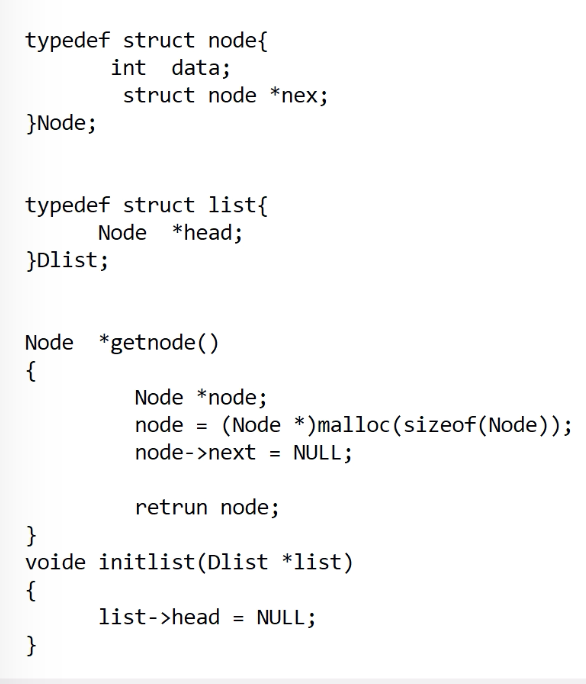 typedef struct node{
int data;
struct node *nex;
}Node;
typedef struct list{
Node *head;
}Dlist;
Node *getnode()
{
Node *node;
node = (Node *)malloc(sizeof(Node));
node->next = NULL;
retrun node;
}
voide initlist(Dlist *list)
{
list->head = NULL;
}